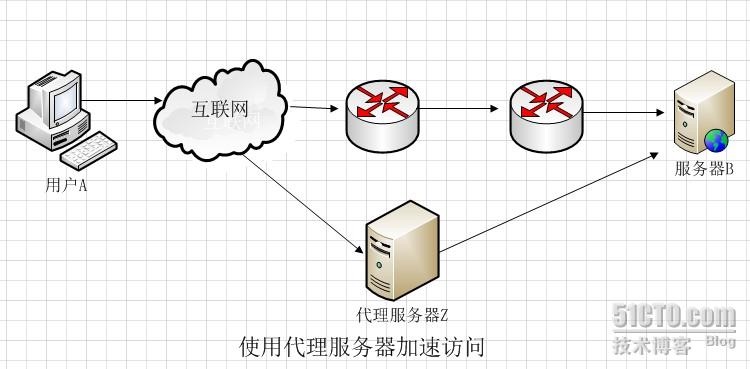 互联网
用户A
服务器B
代理服务器Z
使用代理服务器加速访问
51CTO.com
技术博客 Blog